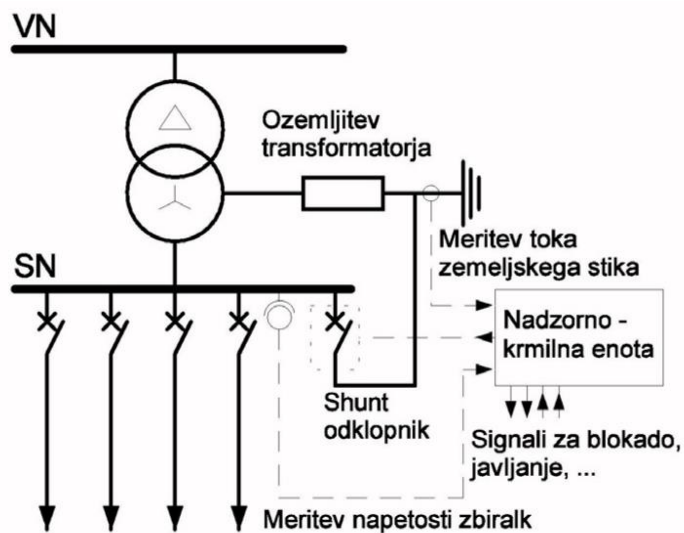 VN
Ozemljitev
transformatorja
Meritev toka
zemeljskega stika
SN
Nadzorno -
krmilna enota
Shunt
odklopnik
Signali za blokado,
javljanje, ...
Meritev napetosti zbiralk